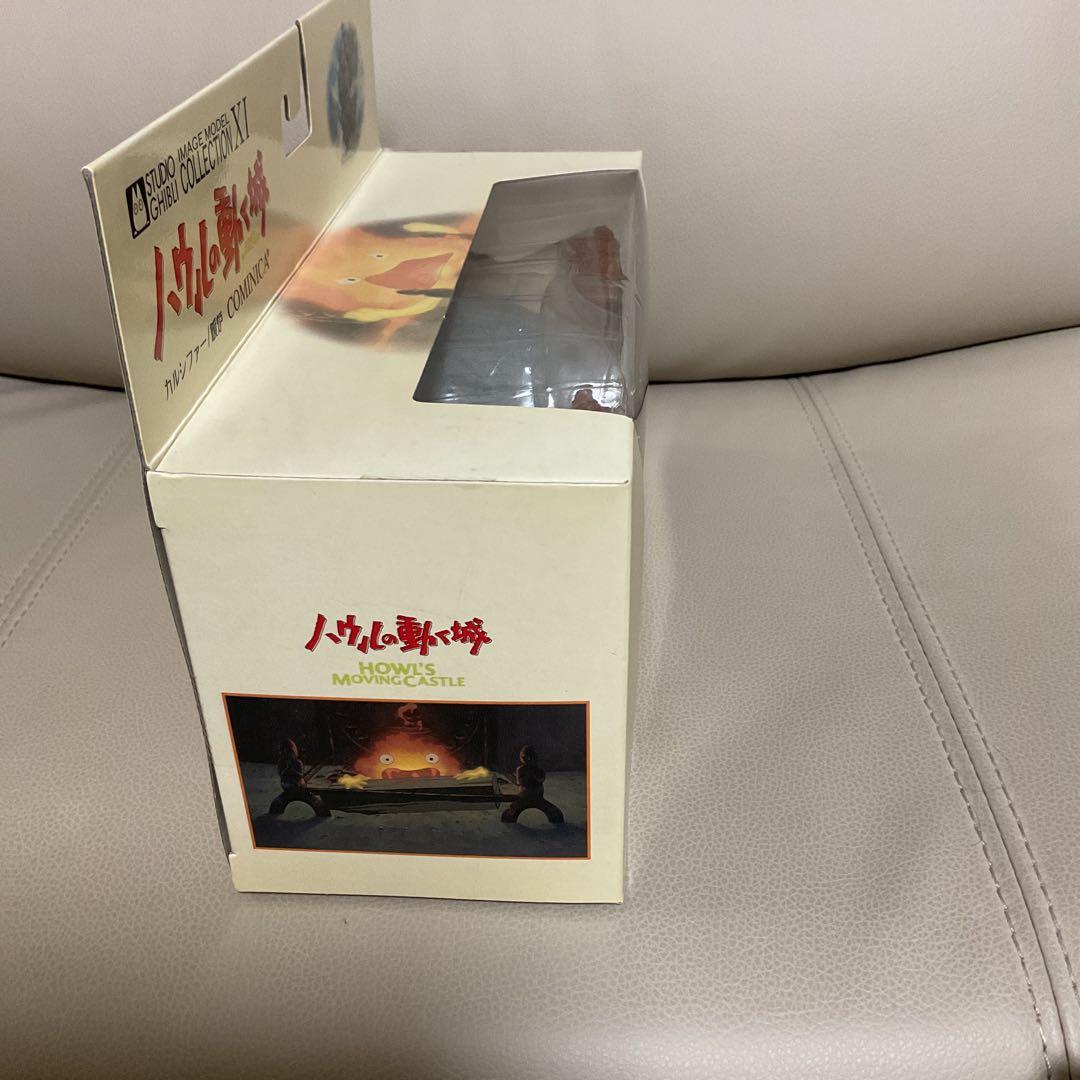 STUDIO GHIBLI
IMAGE MODEL
COLLECTION XI
ハウルの動く城
カルシファー/暖炉 COMINICA
ハウルの動く城
HOWL'S
MOVING CASTLE